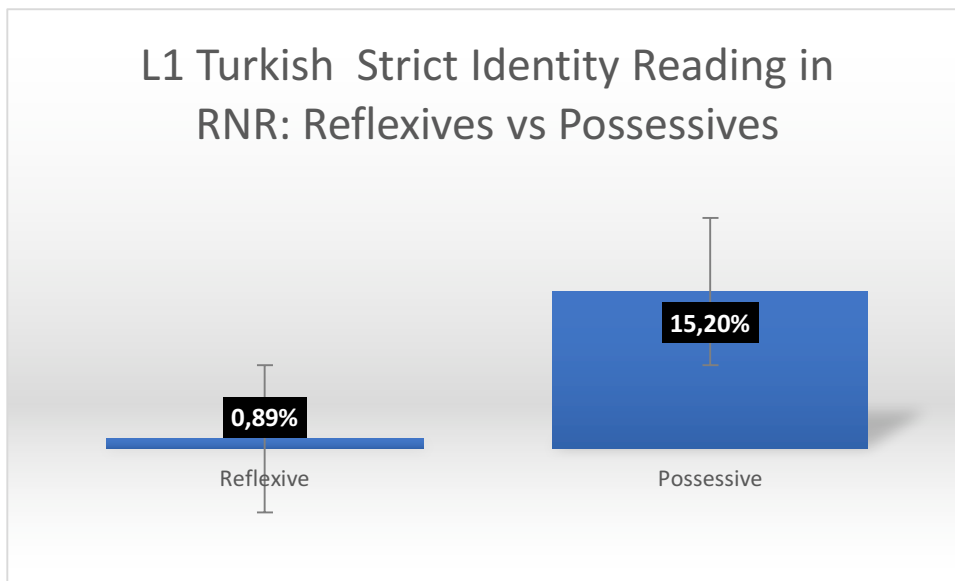 L1 Turkish Strict Identity Reading in
RNR: Reflexives vs Possessives
15,20%
0,89%
Reflexive
Possessive